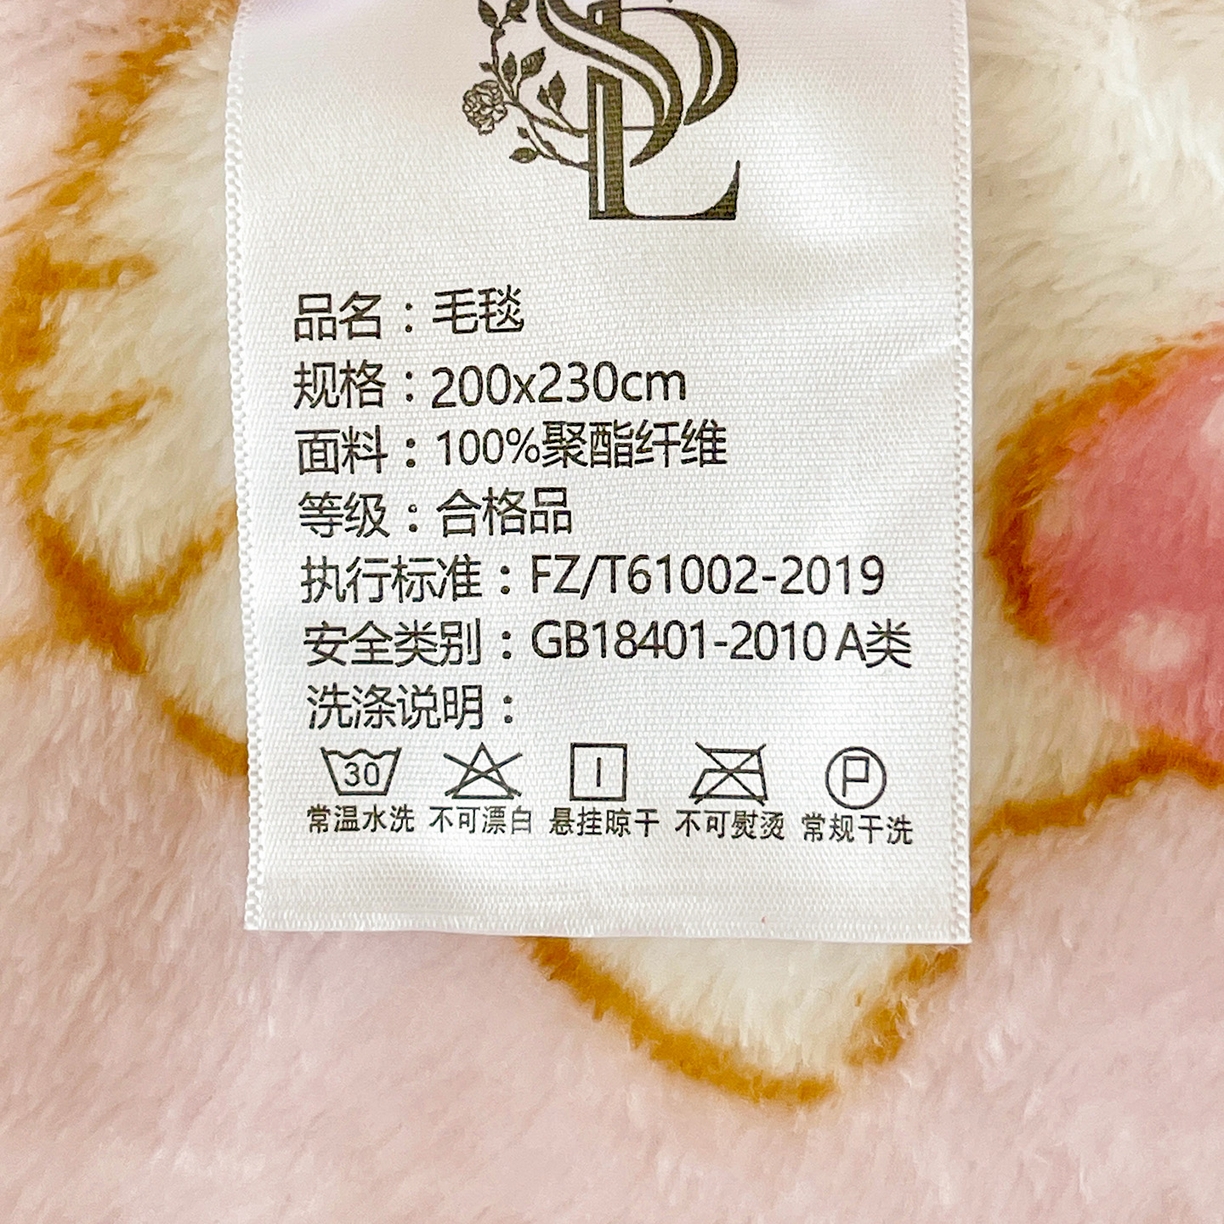 SL
品名：毛毯
规格：200x230cm
面料：100%聚酯纤维
等级：合格品
执行标准：FZ/T61002-2019
安全类别：GB18401-2010 A类
洗涤说明：
30 P
常温水洗 不可漂白 悬挂晾干 不可熨烫 常规干洗